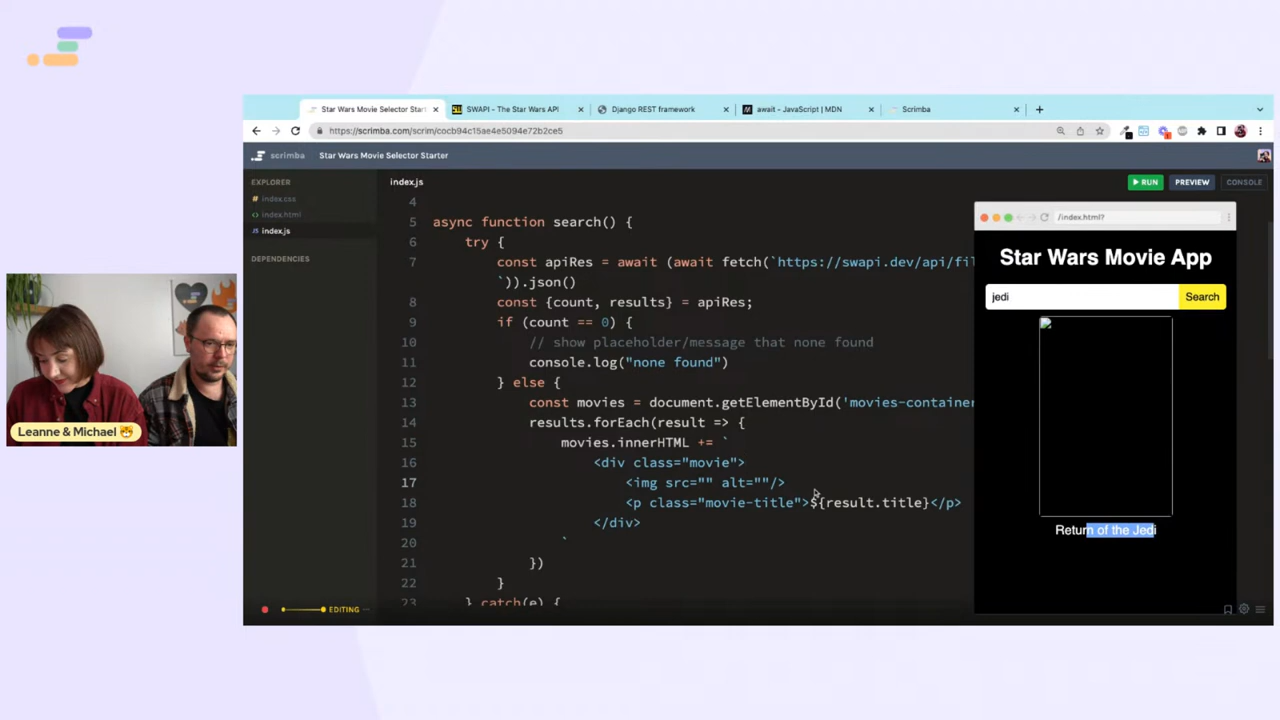 Star Wars Movie Selector Star
SWAPI - The Star Wars API
Django REST framework
await - JavaScript | MDN
Scrimba
https://scrimba.com/scrim/cocb94c15ae4e5094e72b2ce5
scrimba
Star Wars Movie Selector Starter
EXPLORER
index.css
index.html
index.js
DEPENDENCIES
index.js
RUN
PREVIEW
CONSOLE
4
5 async function search() {
6 try {
7 const apiRes = await (await fetch(`https://swapi.dev/api/fil
`)).json()
8 const {count, results} = apiRes;
9 if (count == 0) {
10 // show placeholder/message that none found
11 console.log("none found")
12 } else {
13 const movies = document.getElementById('movies-container
14 results.forEach(result => {
15 movies.innerHTML += `
16 <div class="movie">
17 <img src="" alt=""/>
18 <p class="movie-title">${result.title}</p>
19 </div>
20 `
21 })
22 }
23 } catch(e) {
/index.html?
Star Wars Movie App
jedi
Search
Return of the Jedi
EDITING
Leanne & Michael